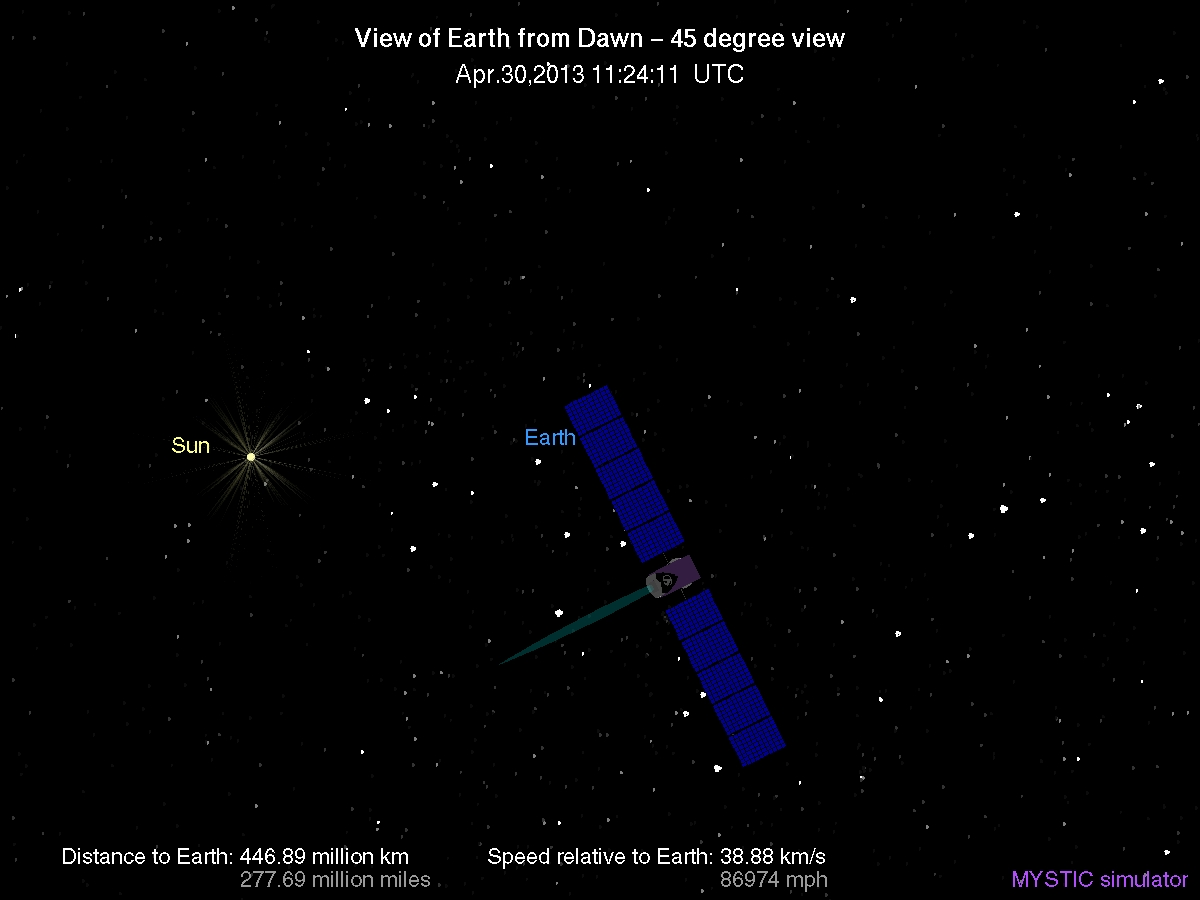 View of Earth from Dawn – 45 degree view
Apr.30,2013 11:24:11 UTC
Earth
Sun
Distance to Earth: 446.89 million km
277.69 million miles
Speed relative to Earth: 38.88 km/s
86974 mph
MYSTIC simulator